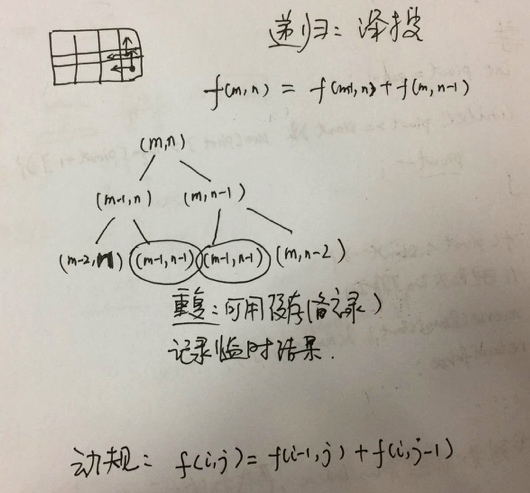 递归：深搜
f(m,n) = f(m-1,n) + f(m,n-1)
(m,n)
(m-1,n) (m,n-1)
(m-2,n) (m-1,n-1) (m-1,n-1) (m,n-2)
重复：可用缓存(备忘录)
记录临时结果.
动规： f(i,j) = f(i-1,j) + f(i,j-1)